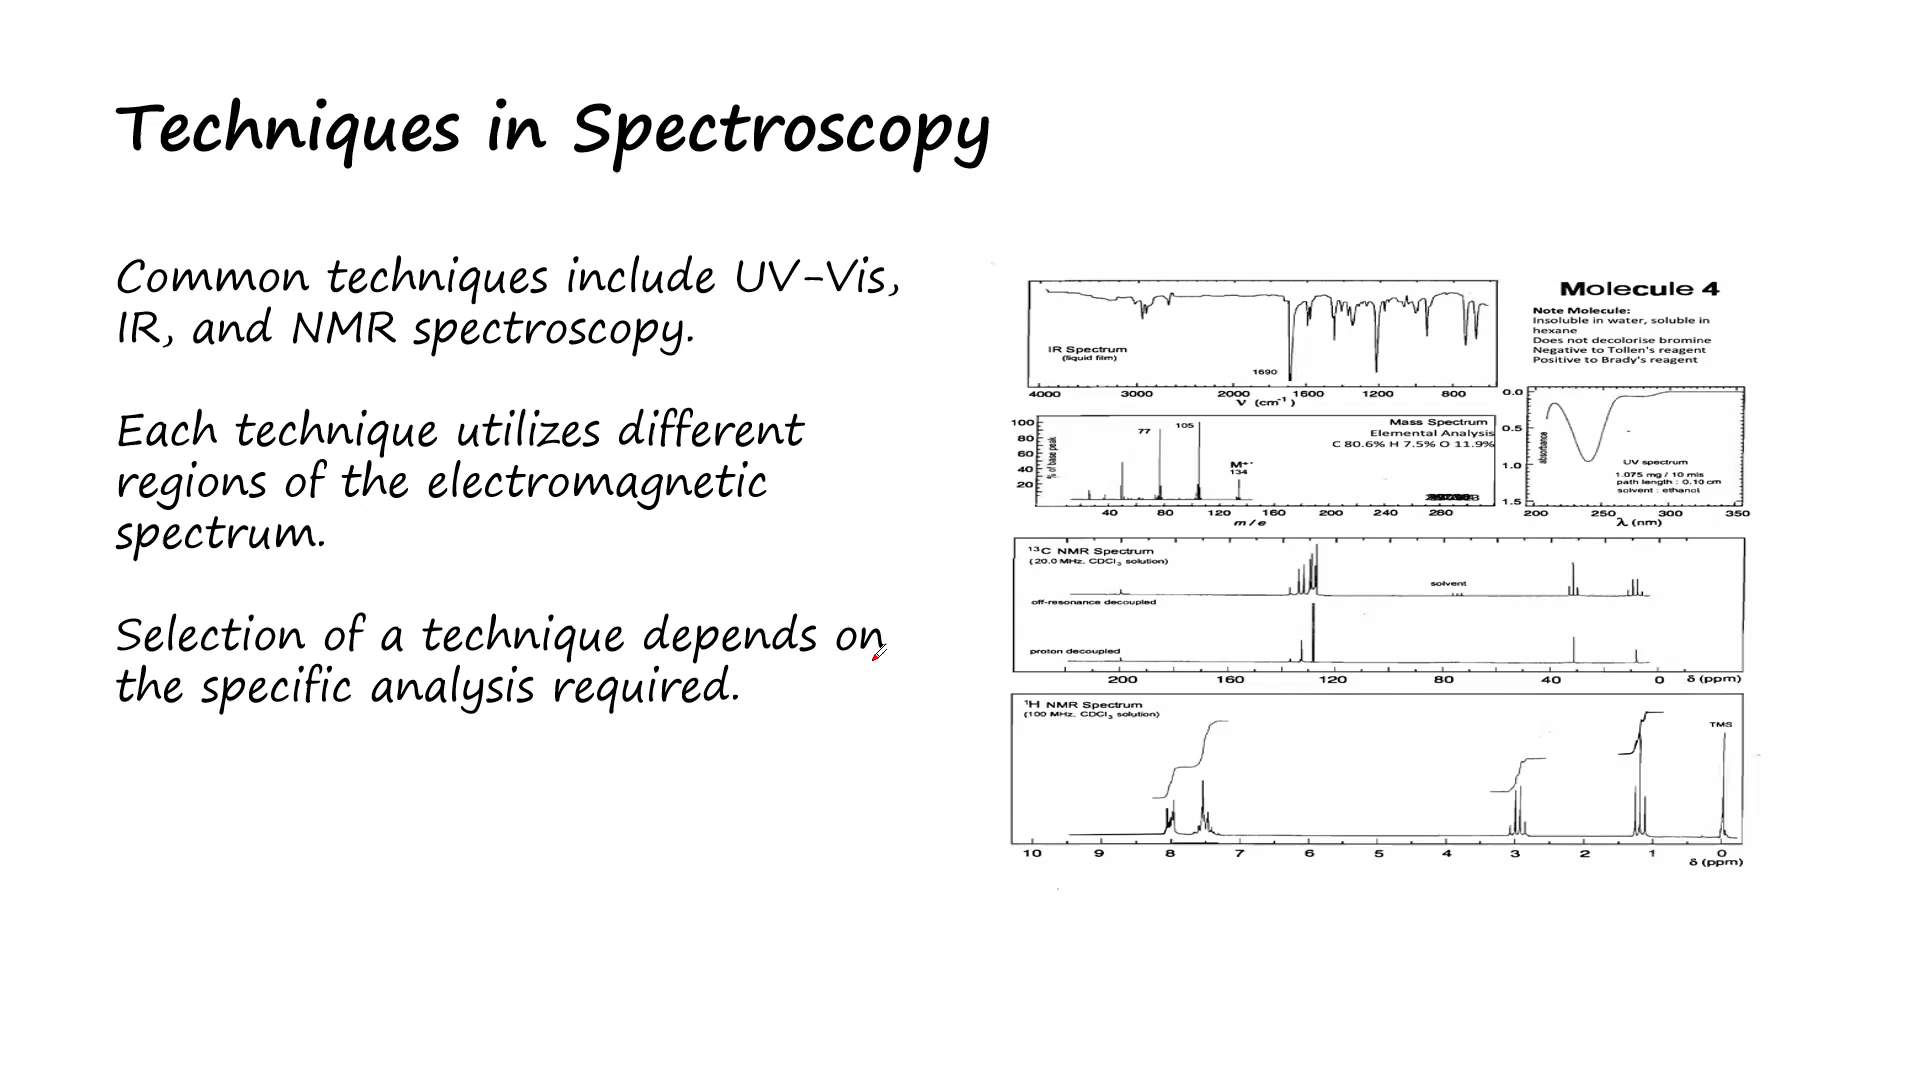 Techniques in Spectroscopy
Common techniques include UV-Vis,
IR, and NMR spectroscopy.
Each technique utilizes different
regions of the electromagnetic
spectrum.
Selection of a technique depends on
the specific analysis required.
Molecule 4
Note Molecule:
Insoluble in water, soluble in
hexane
Does not decolorise bromine
Negative to Tollen's reagent
Positive to Brady's reagent
IR Spectrum
(liquid film)
1690
4000 3000 2000 1600 1200 800
V (cm⁻¹)
100
80
60
40
20
% of base peak
77
105
Mass Spectrum
Elemental Analysis
C 80.6% H 7.5% O 11.9%
M⁺·
134
40 80 120 160 200 240 280
m/e
0.0
0.5
1.0
1.5
absorbance
UV spectrum
1.075 mg / 10 mls
path length : 0.10 cm
solvent : ethanol
200 250 300 350
λ (nm)
¹³C NMR Spectrum
(20.0 MHz, CDCl₃ solution)
solvent
off-resonance decoupled
proton decoupled
200 160 120 80 40 0 δ (ppm)
¹H NMR Spectrum
(100 MHz, CDCl₃ solution)
TMS
10 9 8 7 6 5 4 3 2 1 0
δ (ppm)